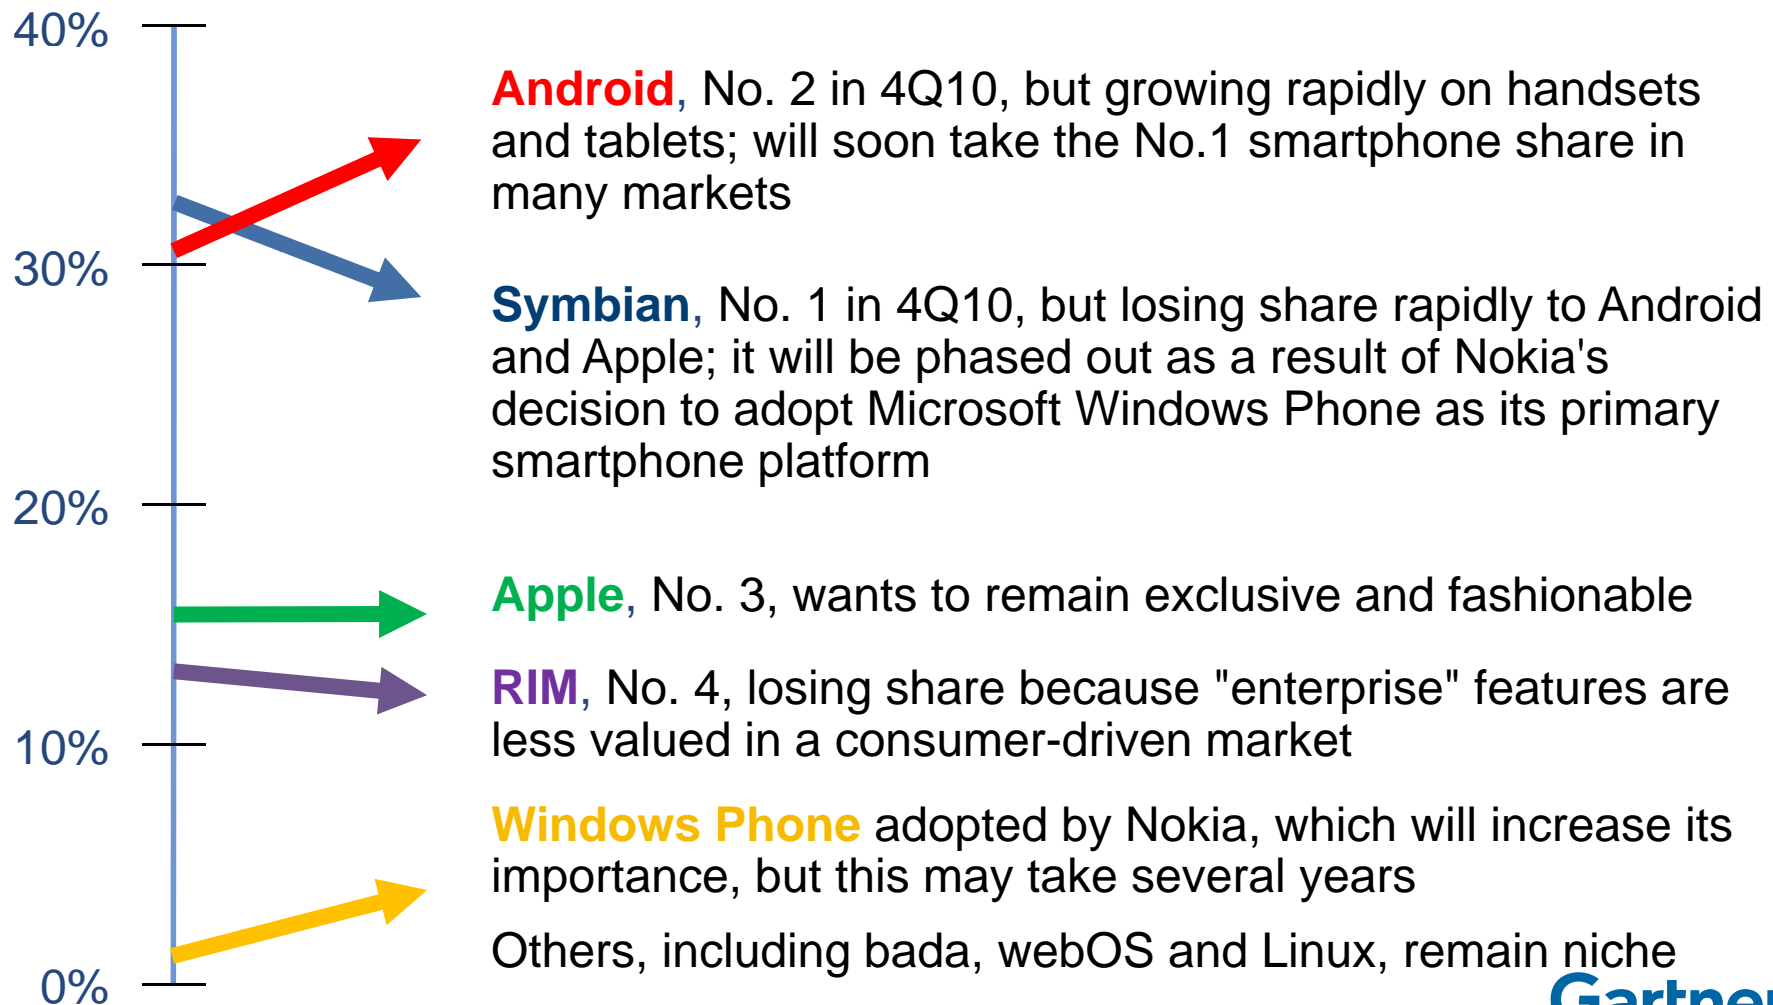 40%
Android, No. 2 in 4Q10, but growing rapidly on handsets
and tablets; will soon take the No.1 smartphone share in
many markets
30%
Symbian, No. 1 in 4Q10, but losing share rapidly to Android
and Apple; it will be phased out as a result of Nokia's
decision to adopt Microsoft Windows Phone as its primary
smartphone platform
20%
Apple, No. 3, wants to remain exclusive and fashionable
RIM, No. 4, losing share because "enterprise" features are
less valued in a consumer-driven market
10%
Windows Phone adopted by Nokia, which will increase its
importance, but this may take several years
Others, including bada, webOS and Linux, remain niche
0%
Gartner